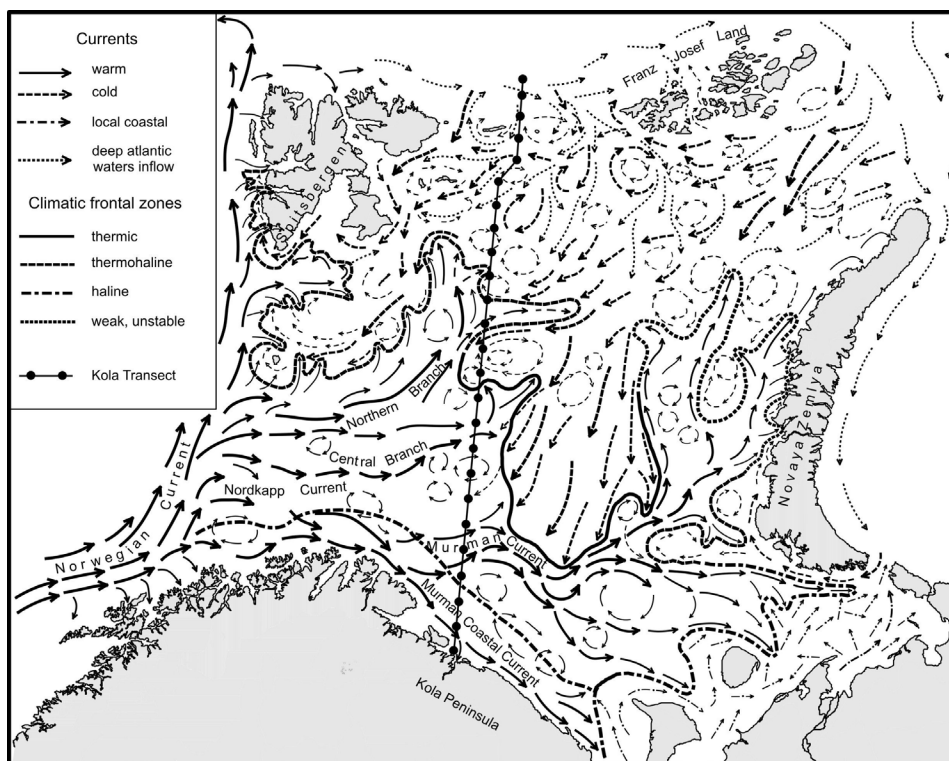 Currents
warm
cold
local coastal
deep atlantic
waters inflow
Climatic frontal zones
thermic
thermohaline
haline
weak, unstable
Kola Transect
Franz Josef Land
Spitsbergen
Novaya Zemlya
Northern Branch
Central Branch
Nordkapp Current
Norwegian Current
Murman Current
Murman Coastal Current
Kola Peninsula